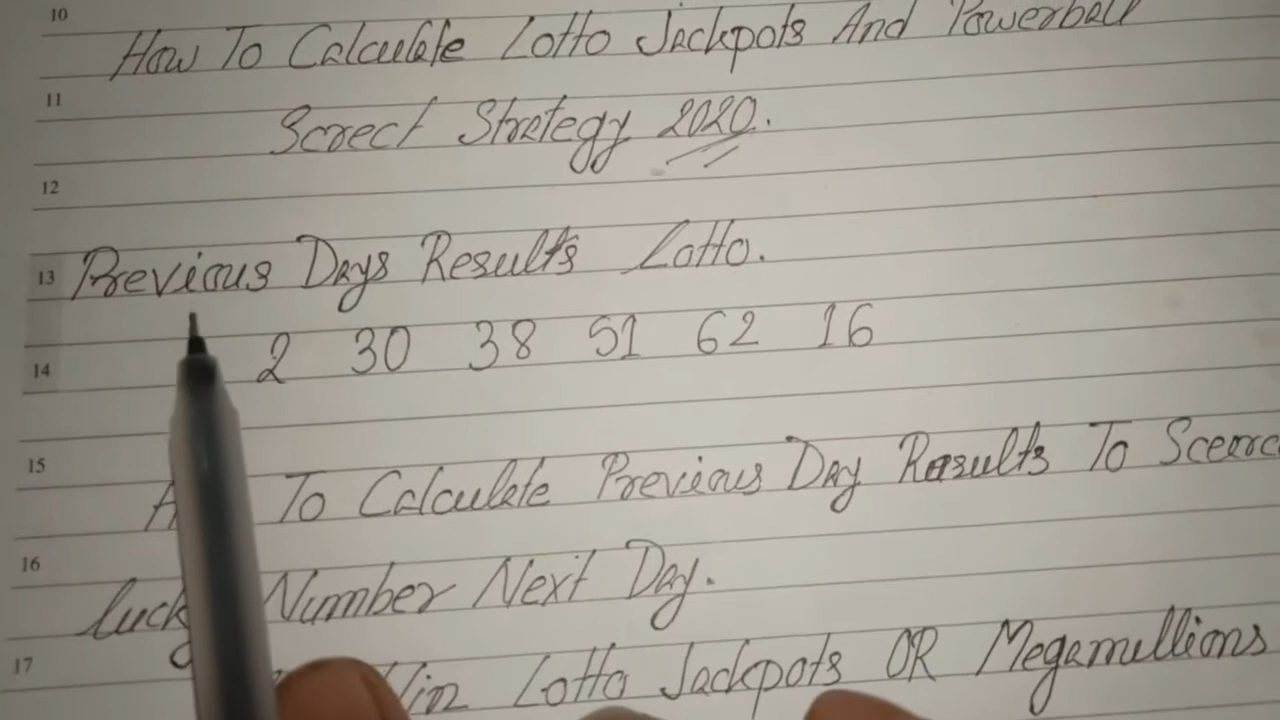 10
How To Calculate Lotto Jackpots And Powerball
11
Screct Stretegy 2020.
12
13 Previous Days Results Lotto.
2 30 38 51 62 16
14
15
To Calculate Previous Day Results To
16
Number Next Day.
17
Lotto Jackpots OR Megamillions